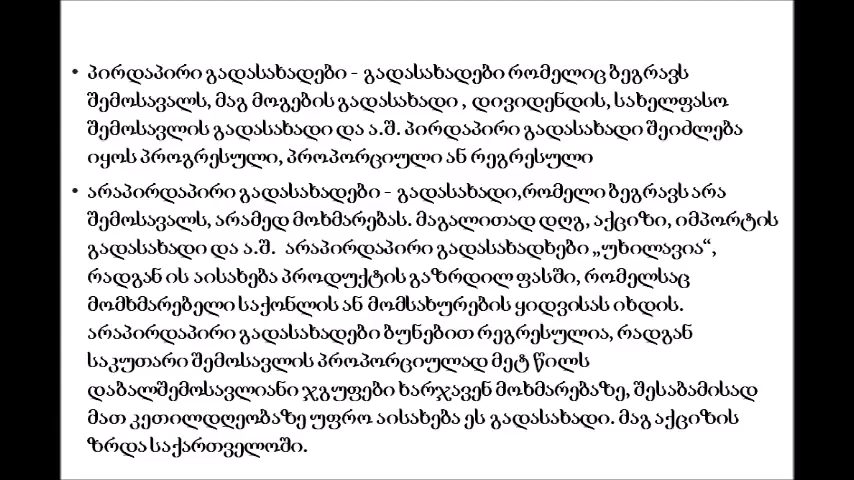 • პირდაპირი გადასახადები - გადასახადები რომელიც ბეგრავს
შემოსავალს, მაგ მოგების გადასახადი , დივიდენდის, სახელფასო
შემოსავლის გადასახადი და ა.შ. პირდაპირი გადასახადი შეიძლება
იყოს პროგრესული, პროპორციული ან რეგრესული
• არაპირდაპირი გადასახადები - გადასახადი,რომელი ბეგრავს არა
შემოსავალს, არამედ მოხმარებას. მაგალითად დღგ, აქციზი, იმპორტის
გადასახადი და ა.შ. არაპირდაპირი გადასახადხები „უხილავია“,
რადგან ის აისახება პროდუქტის გაზრდილ ფასში, რომელსაც
მომხმარებელი საქონლის ან მომსახურების ყიდვისას იხდის.
არაპირდაპირი გადასახადები ბუნებით რეგრესულია, რადგან
საკუთარი შემოსავლის პროპორციულად მეტ წილს
დაბალშემოსავლიანი ჯგუფები ხარჯავენ მოხმარებაზე, შესაბამისად
მათ კეთილდღეობაზე უფრო აისახება ეს გადასახადი. მაგ აქციზის
ზრდა საქართველოში.